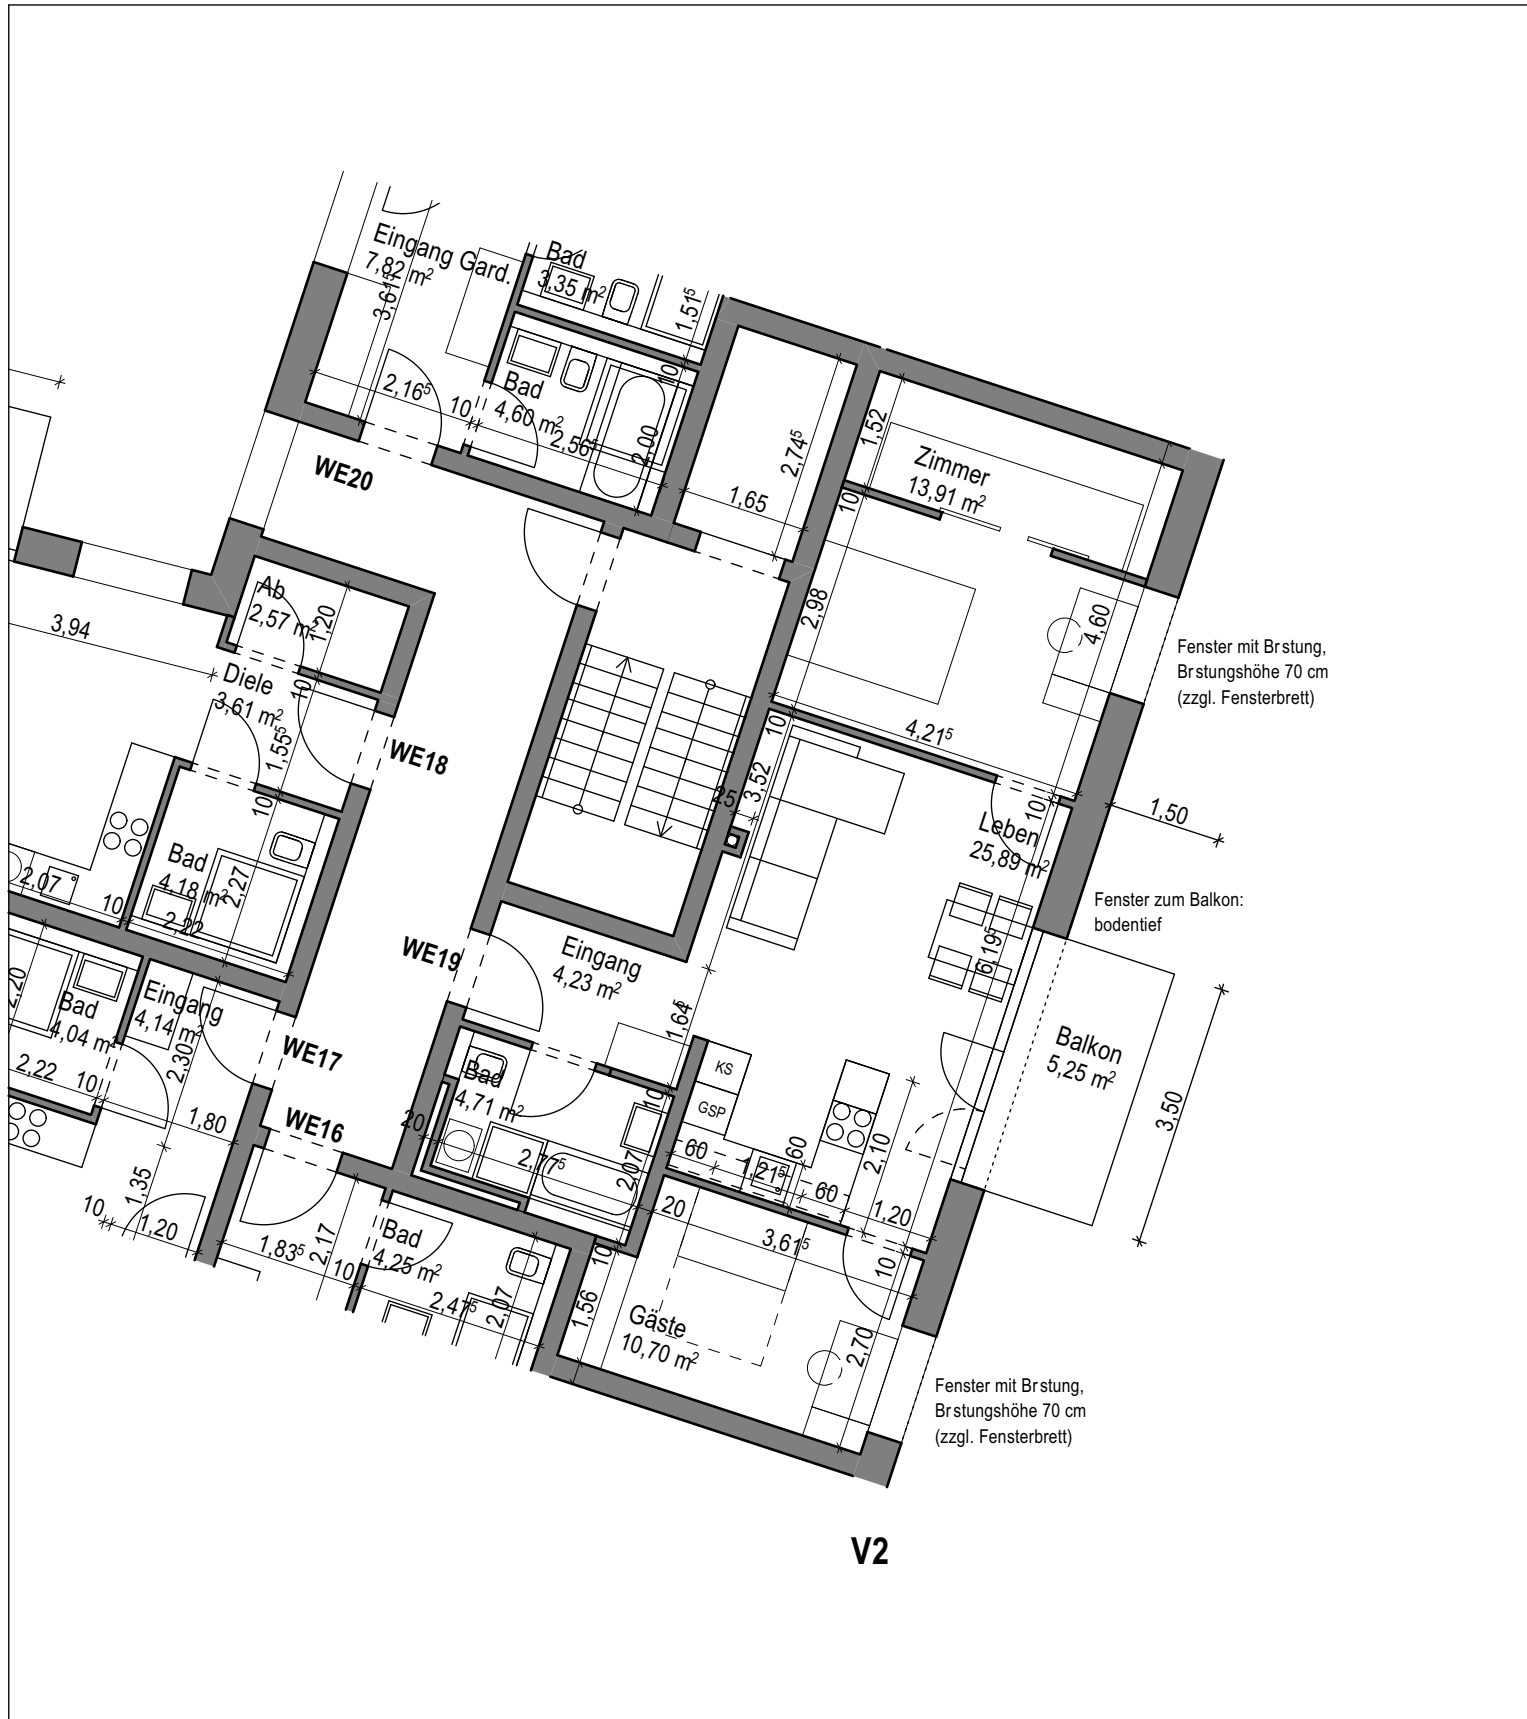 Eingang Gard.
7,82 m²
3,61⁵
Bad
3,35 m²
1,51⁵
10
2,16⁵
10
Bad
4,60 m²
2,56⁵
2,00
2,74⁵
1,65
1,52
Zimmer
13,91 m²
10
WE20
2,98
4,60
Fenster mit Brstung,
Brstungshöhe 70 cm
(zzgl. Fensterbrett)
Ab
2,57 m²
1,20
3,94
Diele
3,61 m²
10
1,55⁵
WE18
10
4,21⁵
3,52
25
10
1,50
Leben
25,89 m²
10
Bad
4,18 m²
2,27
2,22
2,07
10
Fenster zum Balkon:
bodentief
6,19⁵
WE19
Eingang
4,23 m²
1,64⁵
2,20
Bad
4,04 m²
Eingang
4,14 m²
2,30
2,22
10
WE17
Balkon
5,25 m²
3,50
KS
GSP
Bad
4,71 m²
10
20
2,77⁵
2,07
60
1,21⁵
60
60
2,10
1,20
1,80
WE16
1,35
10
1,20
1,83⁵
2,17
10
Bad
4,25 m²
2,47⁵
2,07
20
3,61⁵
10
10
1,56
Gäste
10,70 m²
2,70
Fenster mit Brstung,
Brstungshöhe 70 cm
(zzgl. Fensterbrett)
V2